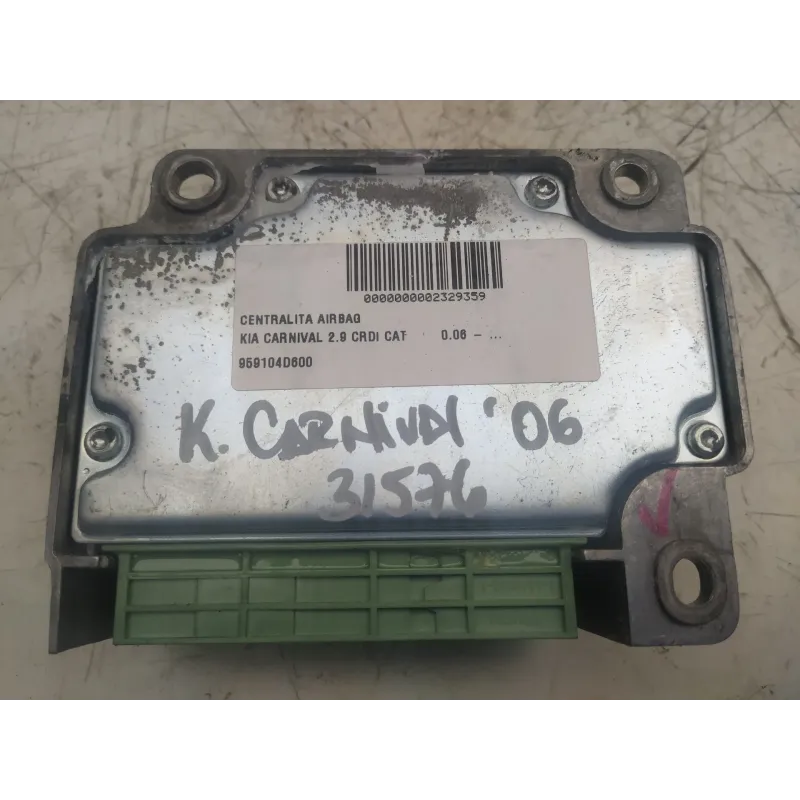 0000000002329359
CENTRALITA AIRBAG
KIA CARNIVAL 2.9 CRDI CAT 0.06 - ...
959104D600
K. CARNIVAL '06
31576